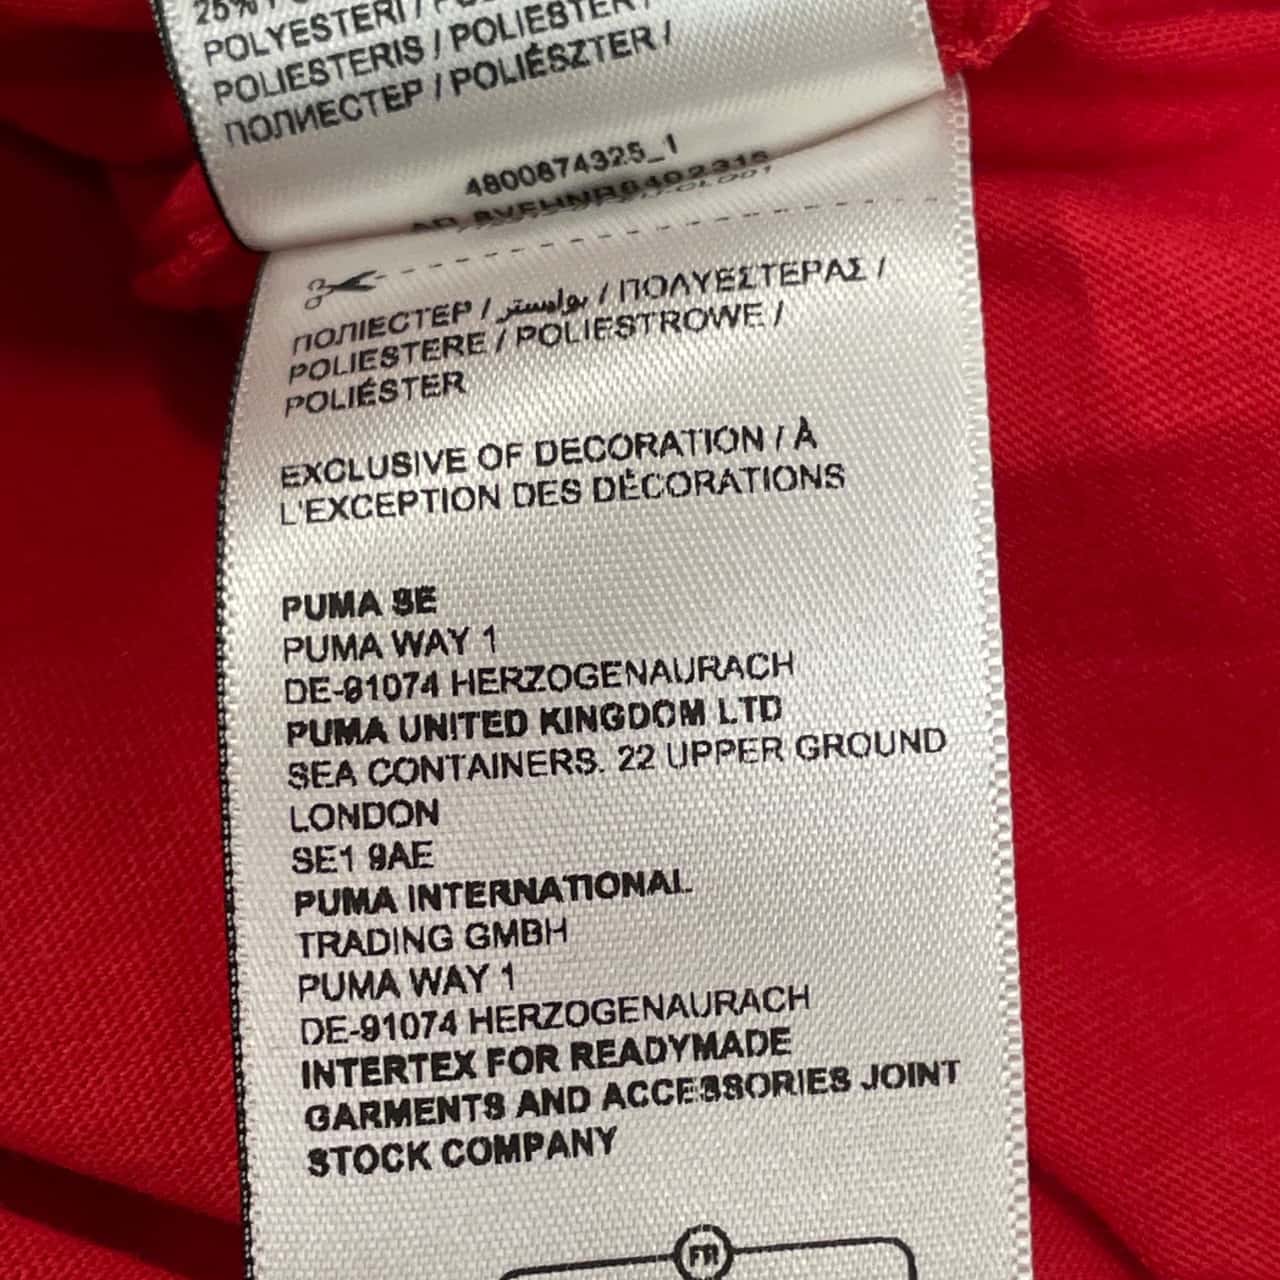 25%
POLYESTERI /
POLIESTERIS / POLIESTER /
ПОЛИЕСТЕР / POLIÉSZTER /
4800874325_1
ПОЛІЕСТЕР / بوليستر / ΠΟΛΥΕΣΤΕΡΑΣ /
POLIESTERE / POLIESTROWE /
POLIÉSTER
EXCLUSIVE OF DECORATION / À
L'EXCEPTION DES DÉCORATIONS
PUMA SE
PUMA WAY 1
DE-91074 HERZOGENAURACH
PUMA UNITED KINGDOM LTD
SEA CONTAINERS. 22 UPPER GROUND
LONDON
SE1 9AE
PUMA INTERNATIONAL
TRADING GMBH
PUMA WAY 1
DE-91074 HERZOGENAURACH
INTERTEX FOR READYMADE
GARMENTS AND ACCESSORIES JOINT
STOCK COMPANY
FR